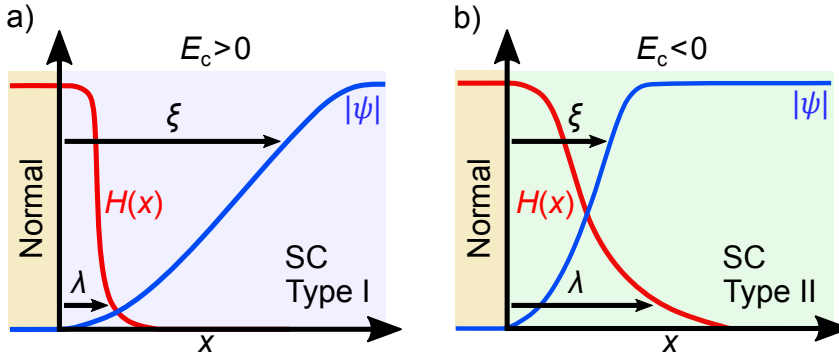 a)
E_c>0
ξ
|ψ|
Normal
H(x)
λ
SC
Type I
x
b)
E_c<0
ξ
|ψ|
Normal
H(x)
λ
SC
Type II
x